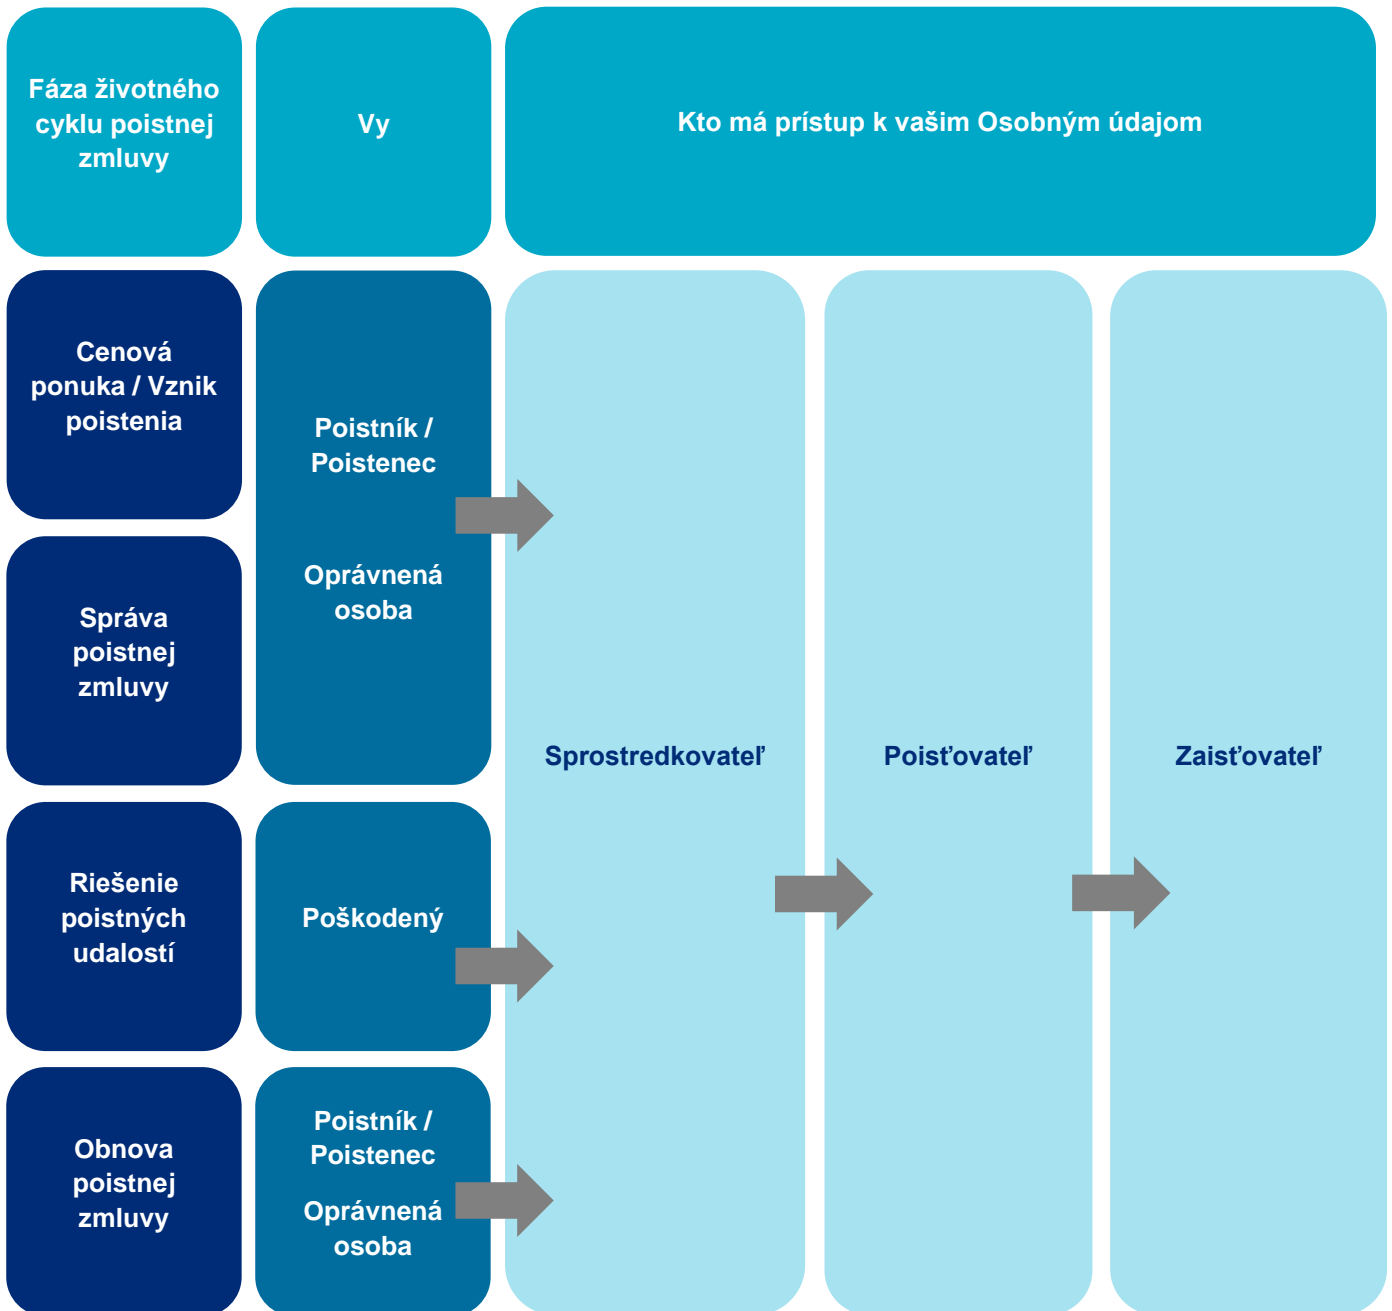 Fáza životného
cyklu poistnej
zmluvy
Vy
Kto má prístup k vašim Osobným údajom
Cenová
ponuka / Vznik
poistenia
Poistník /
Poistenec
Oprávnená
osoba
Správa
poistnej
zmluvy
Sprostredkovateľ
Poisťovateľ
Zaisťovateľ
Riešenie
poistných
udalostí
Poškodený
Obnova
poistnej
zmluvy
Poistník /
Poistenec
Oprávnená
osoba